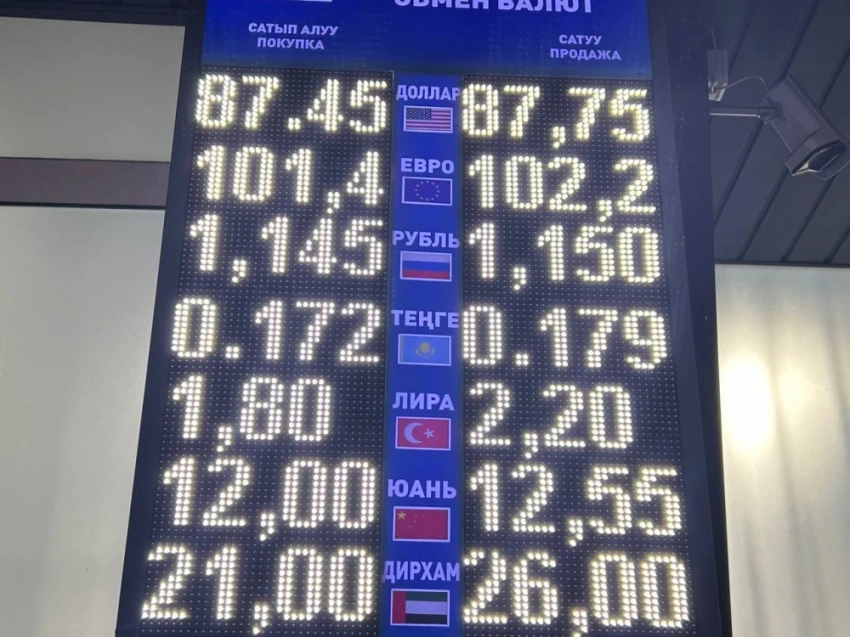 ОБМЕН ВАЛЮТ
САТЫП АЛУУ
ПОКУПКА
САТУУ
ПРОДАЖА
87.45 ДОЛЛАР 87,75
101,4 ЕВРО 102,2
1,145 РУБЛЬ 1,150
0.172 ТЕҢГЕ 0.179
1,80 ЛИРА 2,20
12,00 ЮАНЬ 12,55
21,00 ДИРХАМ 26,00